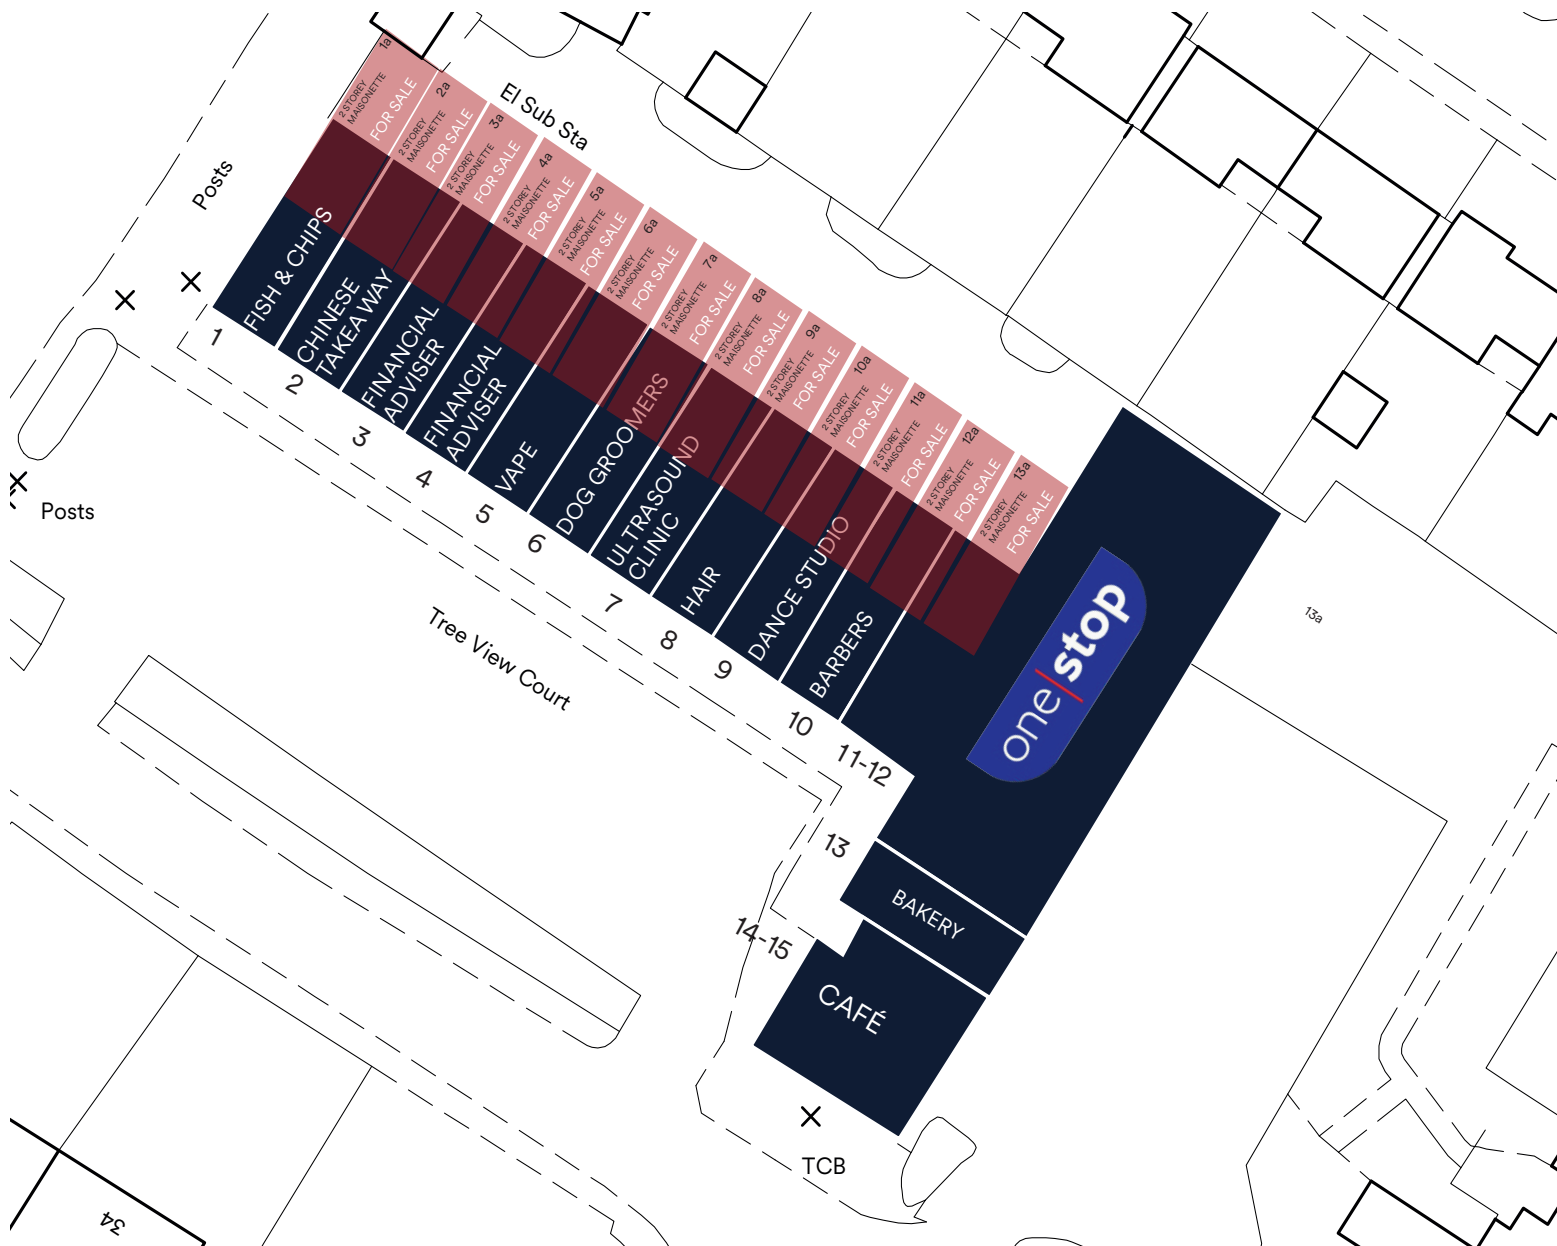 El Sub Sta
Posts
Posts
1a
2 STOREY
MAISONETTE
FOR SALE
2a
2 STOREY
MAISONETTE
FOR SALE
3a
2 STOREY
MAISONETTE
FOR SALE
4a
2 STOREY
MAISONETTE
FOR SALE
5a
2 STOREY
MAISONETTE
FOR SALE
6a
2 STOREY
MAISONETTE
FOR SALE
7a
2 STOREY
MAISONETTE
FOR SALE
8a
2 STOREY
MAISONETTE
FOR SALE
9a
2 STOREY
MAISONETTE
FOR SALE
10a
2 STOREY
MAISONETTE
FOR SALE
11a
2 STOREY
MAISONETTE
FOR SALE
12a
2 STOREY
MAISONETTE
FOR SALE
13a
2 STOREY
MAISONETTE
FOR SALE
FISH & CHIPS
CHINESE
TAKEA WAY
FINANCIAL
ADVISER
FINANCIAL
ADVISER
VAPE
DOG GROOMERS
ULTRASOUND
CLINIC
HAIR
DANCE STUDIO
BARBERS
one|stop
BAKERY
CAFÉ
1
2
3
4
5
6
7
8
9
10
11-12
13
14-15
Tree View Court
13a
TCB
34